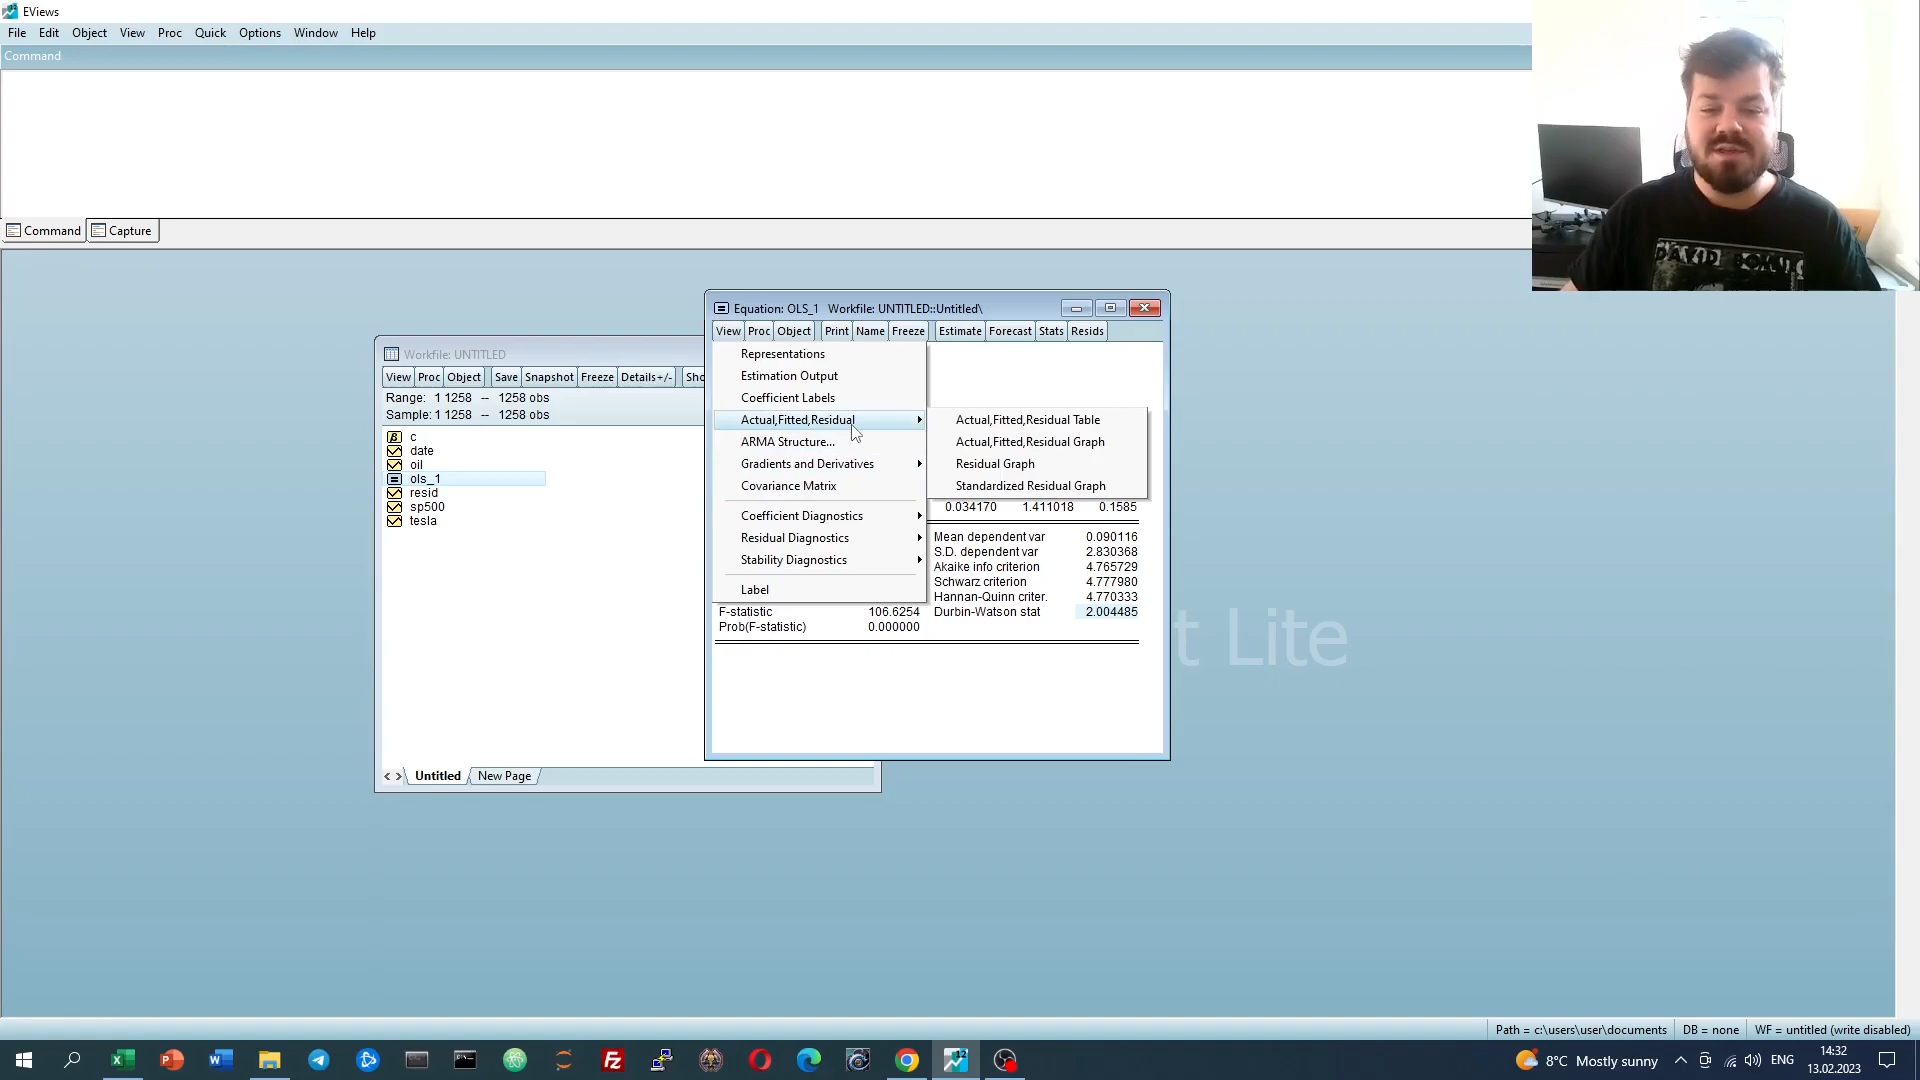 EViews
File Edit Object View Proc Quick Options Window Help
Command
Command Capture
DAVID
Equation: OLS_1 Workfile: UNTITLED::Untitled\
View Proc Object Print Name Freeze Estimate Forecast Stats Resids
Representations
Estimation Output
Coefficient Labels
Actual,Fitted,Residual
ARMA Structure...
Gradients and Derivatives
Covariance Matrix
Coefficient Diagnostics
Residual Diagnostics
Stability Diagnostics
Label
Actual,Fitted,Residual Table
Actual,Fitted,Residual Graph
Residual Graph
Standardized Residual Graph
0.034170 1.411018 0.1585
Mean dependent var 0.090116
S.D. dependent var 2.830368
Akaike info criterion 4.765729
Schwarz criterion 4.777980
Hannan-Quinn criter. 4.770333
F-statistic 106.6254 Durbin-Watson stat 2.004485
Prob(F-statistic) 0.000000
Workfile: UNTITLED
View Proc Object Save Snapshot Freeze Details+/- Sho
Range: 1 1258 -- 1258 obs
Sample: 1 1258 -- 1258 obs
c
date
oil
ols_1
resid
sp500
tesla
< > Untitled New Page
t Lite
Path = c:\users\user\documents DB = none WF = untitled (write disabled)
12
8°C Mostly sunny ENG 14:32
13.02.2023